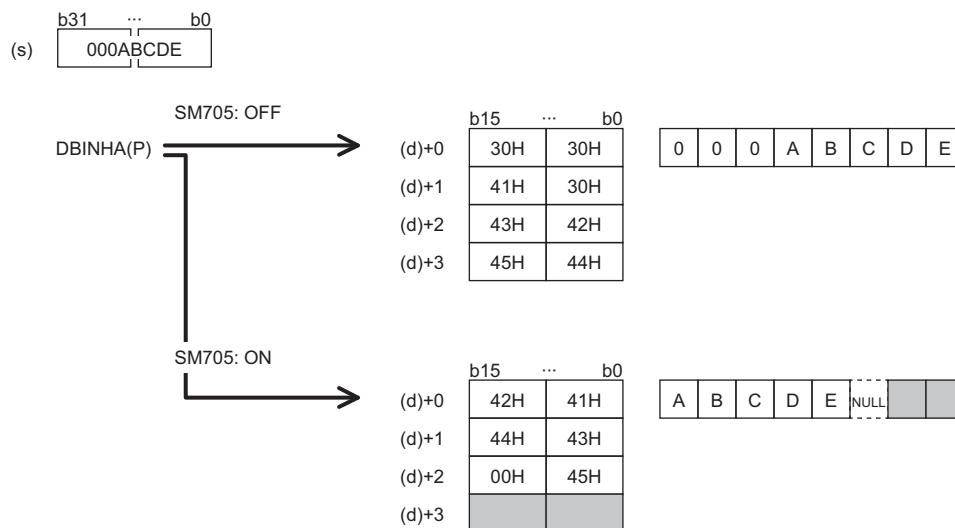 b31 ··· b0
(s) 000ABCDE
SM705: OFF
b15 ··· b0
DBINHA(P) (d)+0 30H 30H 0 0 0 A B C D E
(d)+1 41H 30H
(d)+2 43H 42H
(d)+3 45H 44H
SM705: ON
b15 ··· b0
(d)+0 42H 41H A B C D E NULL
(d)+1 44H 43H
(d)+2 00H 45H
(d)+3